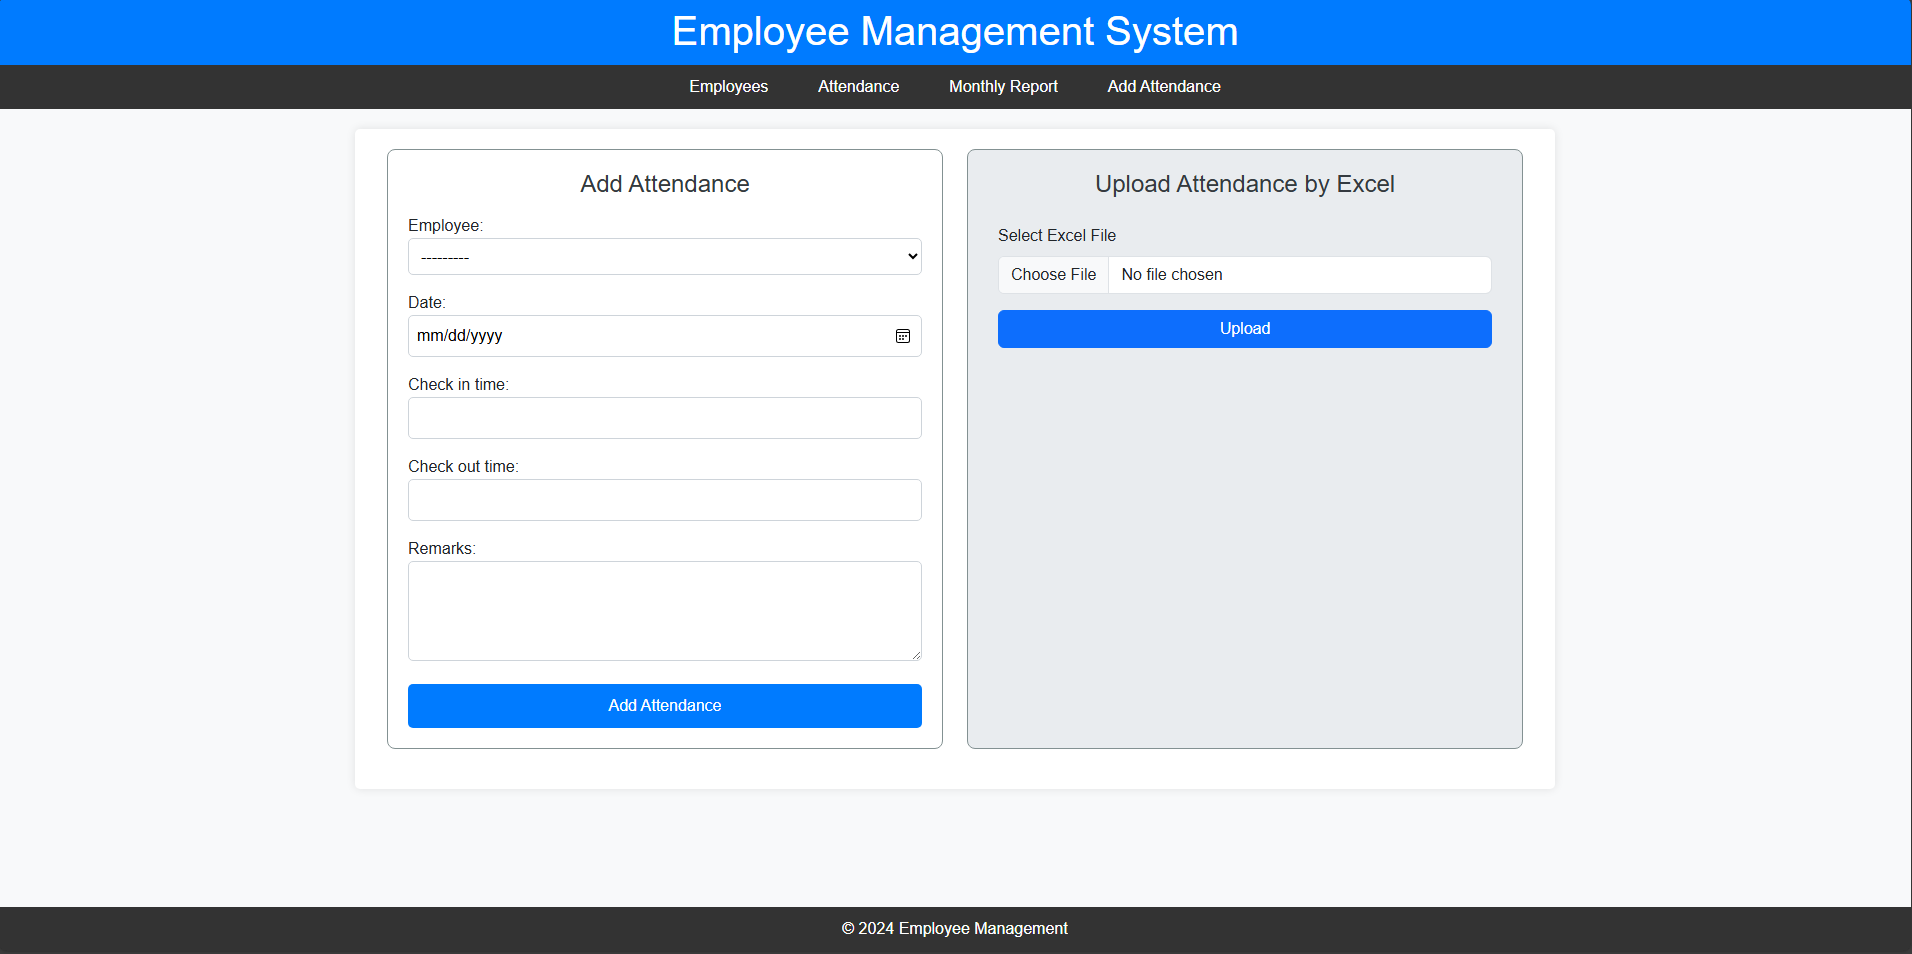 Employee Management System
Employees Attendance Monthly Report Add Attendance
Add Attendance
Employee:
---------
Date:
mm/dd/yyyy
Check in time:
Check out time:
Remarks:
Add Attendance
Upload Attendance by Excel
Select Excel File
Choose File No file chosen
Upload
© 2024 Employee Management